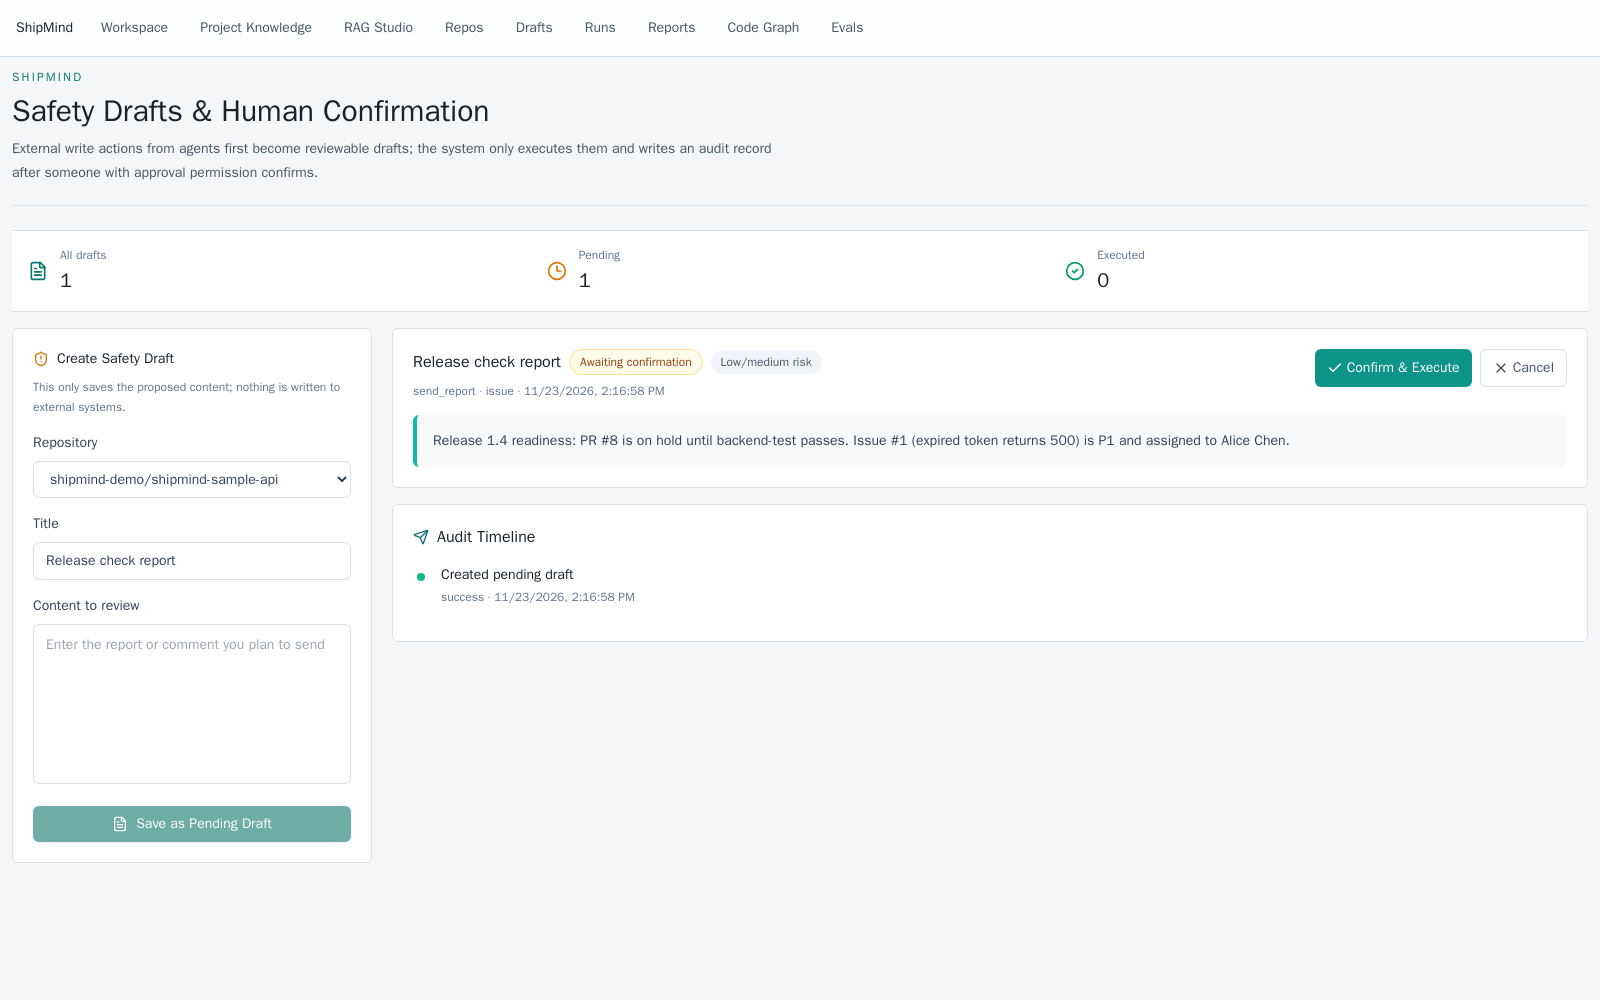 ShipMind Workspace Project Knowledge RAG Studio Repos Drafts Runs Reports Code Graph Evals
SHIPMIND
Safety Drafts & Human Confirmation
External write actions from agents first become reviewable drafts; the system only executes them and writes an audit record
after someone with approval permission confirms.
All drafts
1
Pending
1
Executed
0
Create Safety Draft
This only saves the proposed content; nothing is written to
external systems.
Repository
shipmind-demo/shipmind-sample-api
Title
Release check report
Content to review
Enter the report or comment you plan to send
Save as Pending Draft
Release check report Awaiting confirmation Low/medium risk
Confirm & Execute Cancel
send_report · issue · 11/23/2026, 2:16:58 PM
Release 1.4 readiness: PR #8 is on hold until backend-test passes. Issue #1 (expired token returns 500) is P1 and assigned to Alice Chen.
Audit Timeline
Created pending draft
success · 11/23/2026, 2:16:58 PM